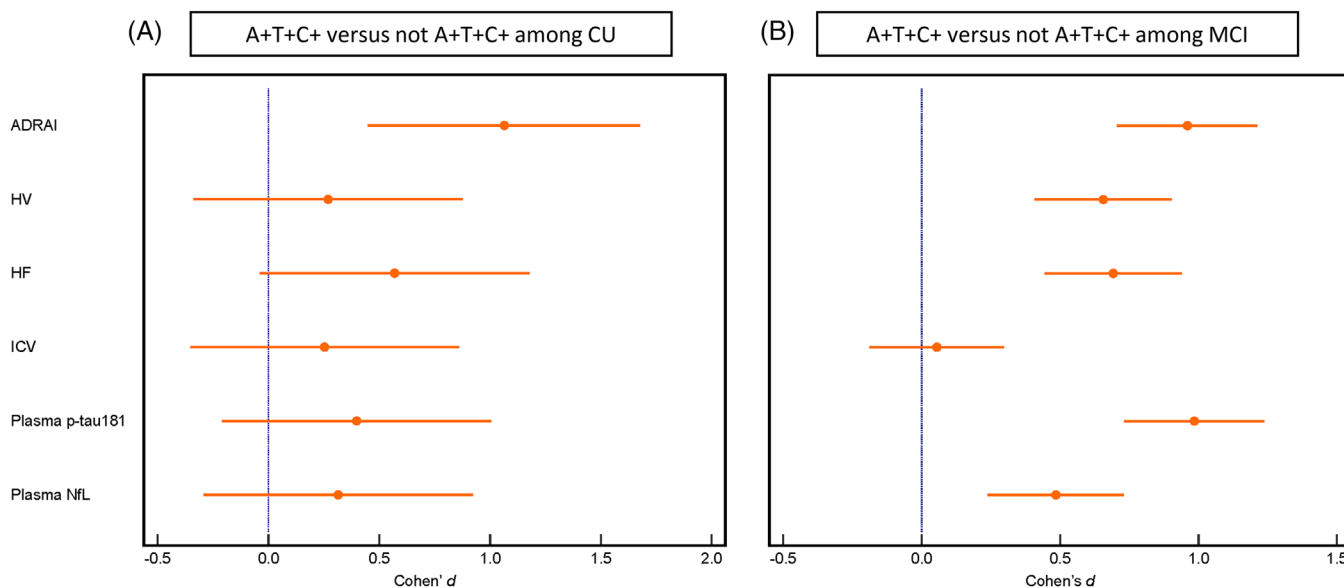 (A) A+T+C+ versus not A+T+C+ among CU
(B) A+T+C+ versus not A+T+C+ among MCI
ADRAI
HV
HF
ICV
Plasma p-tau181
Plasma NfL
-0.5 0.0 0.5 1.0 1.5 2.0
Cohen' d
-0.5 0.0 0.5 1.0 1.5
Cohen's d